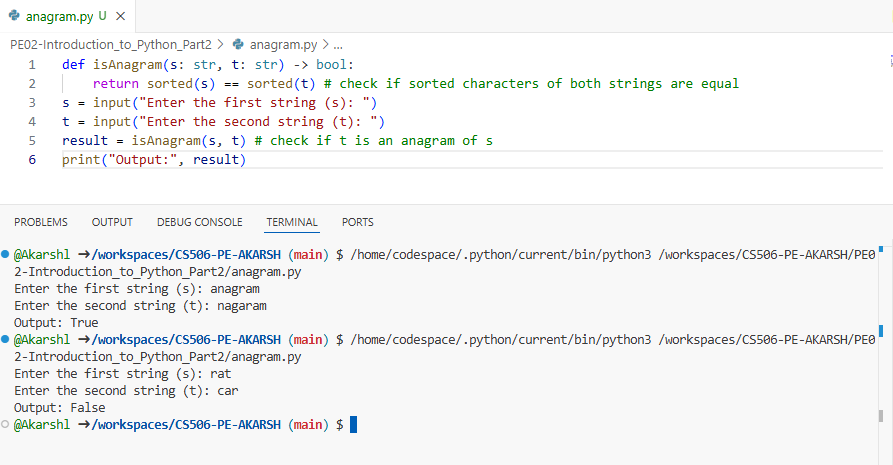 anagram.py U ×
PE02-Introduction_to_Python_Part2 > anagram.py > ...
1 def isAnagram(s: str, t: str) -> bool:
2     return sorted(s) == sorted(t) # check if sorted characters of both strings are equal
3 s = input("Enter the first string (s): ")
4 t = input("Enter the second string (t): ")
5 result = isAnagram(s, t) # check if t is an anagram of s
6 print("Output:", result)
PROBLEMS OUTPUT DEBUG CONSOLE TERMINAL PORTS
@Akarshl ➜/workspaces/CS506-PE-AKARSH (main) $ /home/codespace/.python/current/bin/python3 /workspaces/CS506-PE-AKARSH/PE0
2-Introduction_to_Python_Part2/anagram.py
Enter the first string (s): anagram
Enter the second string (t): nagaram
Output: True
@Akarshl ➜/workspaces/CS506-PE-AKARSH (main) $ /home/codespace/.python/current/bin/python3 /workspaces/CS506-PE-AKARSH/PE0
2-Introduction_to_Python_Part2/anagram.py
Enter the first string (s): rat
Enter the second string (t): car
Output: False
@Akarshl ➜/workspaces/CS506-PE-AKARSH (main) $